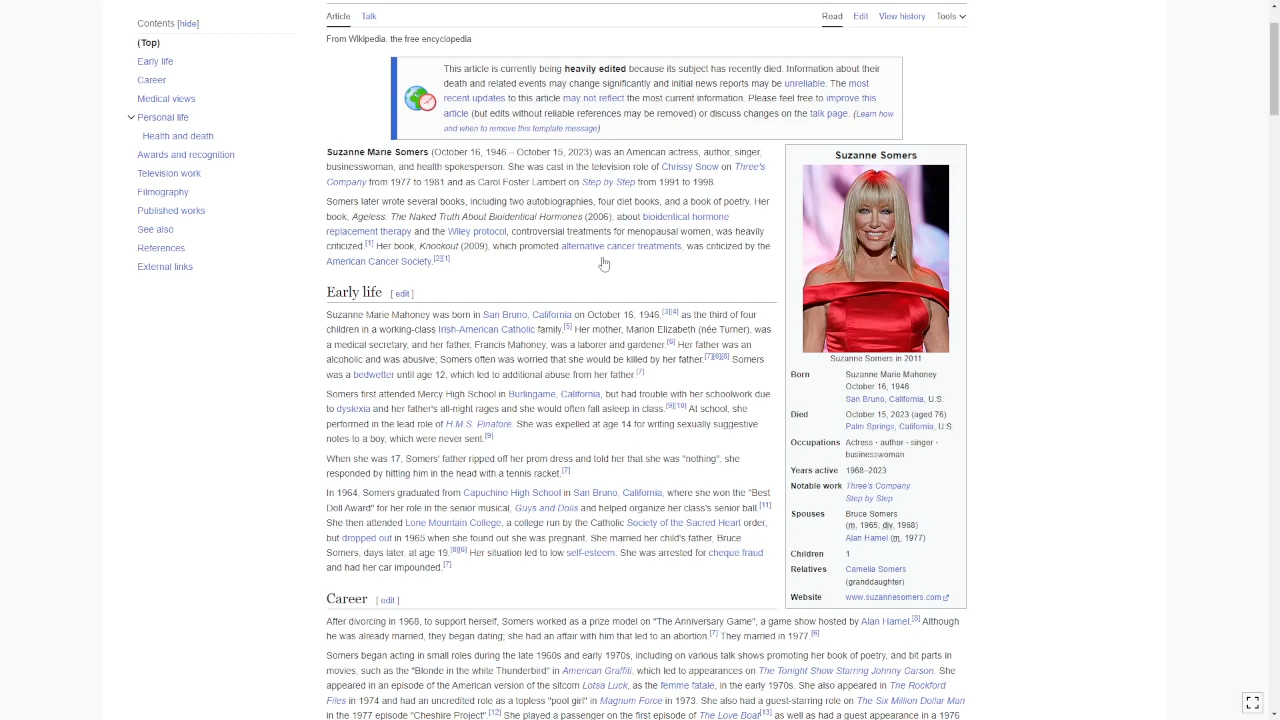 Contents [hide]
(Top)
Early life
Career
Medical views
Personal life
Health and death
Awards and recognition
Television work
Filmography
Published works
See also
References
External links
Article Talk
Read Edit View history Tools
From Wikipedia, the free encyclopedia
This article is currently being heavily edited because its subject has recently died. Information about their
death and related events may change significantly and initial news reports may be unreliable. The most
recent updates to this article may not reflect the most current information. Please feel free to improve this
article (but edits without reliable references may be removed) or discuss changes on the talk page. (Learn how
and when to remove this template message)
Suzanne Marie Somers (October 16, 1946 – October 15, 2023) was an American actress, author, singer,
businesswoman, and health spokesperson. She was cast in the television role of Chrissy Snow on Three's
Company from 1977 to 1981 and as Carol Foster Lambert on Step by Step from 1991 to 1998.
Somers later wrote several books, including two autobiographies, four diet books, and a book of poetry. Her
book, Ageless: The Naked Truth About Bioidentical Hormones (2006), about bioidentical hormone
replacement therapy and the Wiley protocol, controversial treatments for menopausal women, was heavily
criticized.[1] Her book, Knockout (2009), which promoted alternative cancer treatments, was criticized by the
American Cancer Society.[2][1]
Early life [ edit ]
Suzanne Marie Mahoney was born in San Bruno, California on October 16, 1946,[3][4] as the third of four
children in a working-class Irish-American Catholic family.[5] Her mother, Marion Elizabeth (née Turner), was
a medical secretary, and her father, Francis Mahoney, was a laborer and gardener.[6] Her father was an
alcoholic and was abusive; Somers often was worried that she would be killed by her father.[7][6][8] Somers
was a bedwetter until age 12, which led to additional abuse from her father.[7]
Somers first attended Mercy High School in Burlingame, California, but had trouble with her schoolwork due
to dyslexia and her father's all-night rages and she would often fall asleep in class.[9][10] At school, she
performed in the lead role of H.M.S. Pinafore. She was expelled at age 14 for writing sexually suggestive
notes to a boy, which were never sent.[9]
When she was 17, Somers' father ripped off her prom dress and told her that she was "nothing"; she
responded by hitting him in the head with a tennis racket.[7]
In 1964, Somers graduated from Capuchino High School in San Bruno, California, where she won the "Best
Doll Award" for her role in the senior musical, Guys and Dolls and helped organize her class's senior ball.[11]
She then attended Lone Mountain College, a college run by the Catholic Society of the Sacred Heart order,
but dropped out in 1965 when she found out she was pregnant. She married her child's father, Bruce
Somers, days later, at age 19.[8][6] Her situation led to low self-esteem. She was arrested for cheque fraud
and had her car impounded.[7]
Suzanne Somers
Suzanne Somers in 2011
Born Suzanne Marie Mahoney
October 16, 1946
San Bruno, California, U.S.
Died October 15, 2023 (aged 76)
Palm Springs, California, U.S.
Occupations Actress · author · singer ·
businesswoman
Years active 1968–2023
Notable work Three's Company
Step by Step
Spouses Bruce Somers
(m. 1965; div. 1968)
Alan Hamel (m. 1977)
Children 1
Relatives Camelia Somers
(granddaughter)
Website www.suzannesomers.com
Career [ edit ]
After divorcing in 1968, to support herself, Somers worked as a prize model on "The Anniversary Game", a game show hosted by Alan Hamel.[8] Although
he was already married, they began dating; she had an affair with him that led to an abortion.[7] They married in 1977.[6]
Somers began acting in small roles during the late 1960s and early 1970s, including on various talk shows promoting her book of poetry, and bit parts in
movies, such as the "Blonde in the white Thunderbird" in American Graffiti, which led to appearances on The Tonight Show Starring Johnny Carson. She
appeared in an episode of the American version of the sitcom Lotsa Luck, as the femme fatale, in the early 1970s. She also appeared in The Rockford
Files in 1974 and had an uncredited role as a topless "pool girl" in Magnum Force in 1973. She also had a guest-starring role on The Six Million Dollar Man
in the 1977 episode "Cheshire Project".[12] She played a passenger on the first episode of The Love Boat[13] as well as had a guest appearance in a 1976